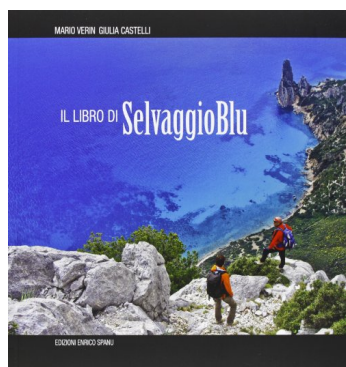 MARIO VERIN GIULIA CASTELLI
IL LIBRO DI SelvaggioBlu
EDIZIONI ENRICO SPANU